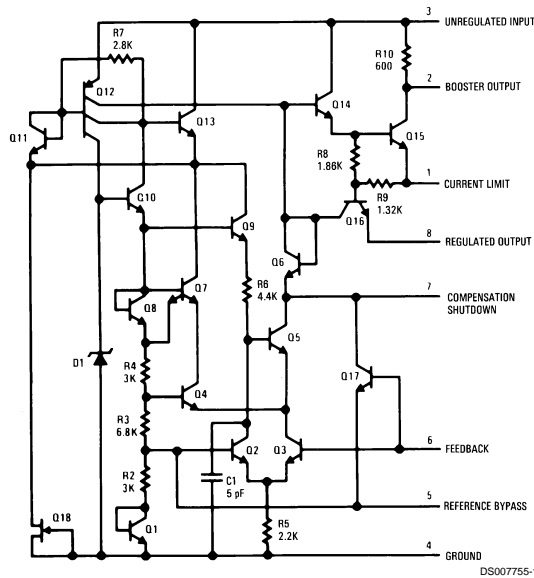 3
UNREGULATED INPUT
R7
2.8K
R10
600
Q12
2
BOOSTER OUTPUT
Q14
Q13
Q15
Q11
R8
1.86K
1
CURRENT LIMIT
Q10
R9
1.32K
Q9
Q16
8
REGULATED OUTPUT
Q6
R6
4.4K
7
COMPENSATION
SHUTDOWN
Q7
Q8
Q5
D1
R4
3K
Q17
Q4
R3
6.8K
6
FEEDBACK
Q2
Q3
R2
3K
C1
5 pF
5
REFERENCE BYPASS
Q18
Q1
R5
2.2K
4
GROUND